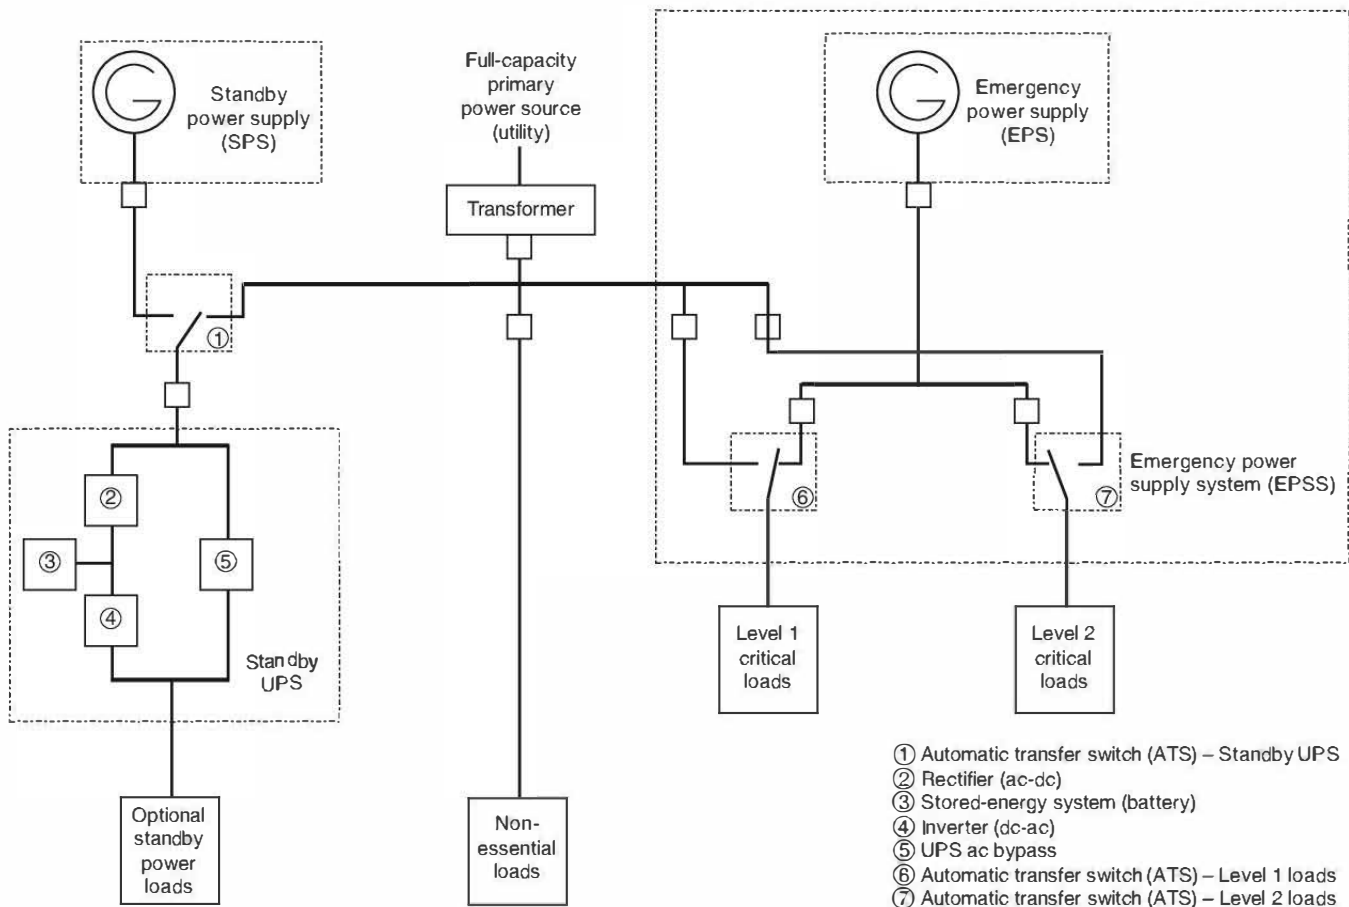 Standby
power supply
(SPS)
Full-capacity
primary
power source
(utility)
Transformer
Emergency
power supply
(EPS)
①
②
③
④
⑤
Standby
UPS
⑥
⑦
Emergency power
supply system (EPSS)
Level 1
critical
loads
Level 2
critical
loads
Optional
standby
power
loads
Non-
essential
loads
① Automatic transfer switch (ATS) – Standby UPS
② Rectifier (ac-dc)
③ Stored-energy system (battery)
④ Inverter (dc-ac)
⑤ UPS ac bypass
⑥ Automatic transfer switch (ATS) – Level 1 loads
⑦ Automatic transfer switch (ATS) – Level 2 loads